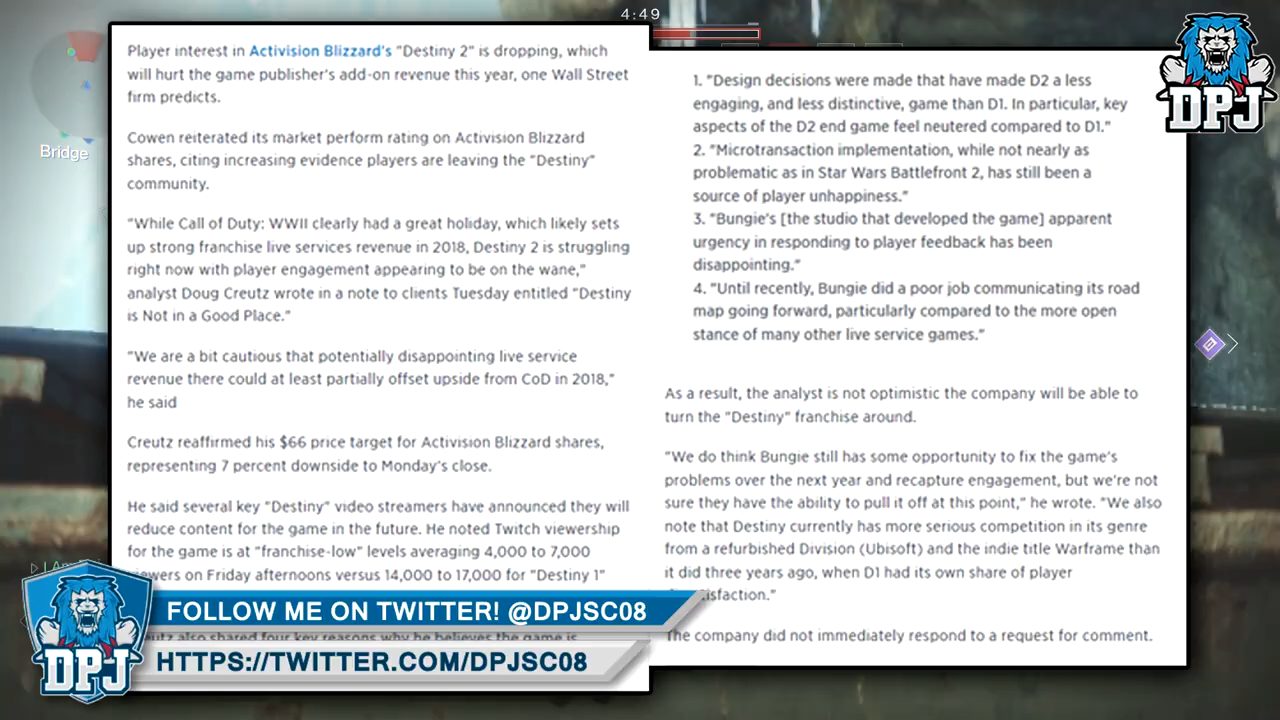 4:49
Bridge
Player interest in Activision Blizzard's "Destiny 2" is dropping, which
will hurt the game publisher's add-on revenue this year, one Wall Street
firm predicts.
Cowen reiterated its market perform rating on Activision Blizzard
shares, citing increasing evidence players are leaving the "Destiny"
community.
"While Call of Duty: WWII clearly had a great holiday, which likely sets
up strong franchise live services revenue in 2018, Destiny 2 is struggling
right now with player engagement appearing to be on the wane,"
analyst Doug Creutz wrote in a note to clients Tuesday entitled "Destiny
is Not in a Good Place."
"We are a bit cautious that potentially disappointing live service
revenue there could at least partially offset upside from CoD in 2018,"
he said
Creutz reaffirmed his $66 price target for Activision Blizzard shares,
representing 7 percent downside to Monday's close.
He said several key "Destiny" video streamers have announced they will
reduce content for the game in the future. He noted Twitch viewership
for the game is at "franchise-low" levels averaging 4,000 to 7,000
viewers on Friday afternoons versus 14,000 to 17,000 for "Destiny 1"
also shared four key reasons why he believes the game is
1. "Design decisions were made that have made D2 a less
engaging, and less distinctive, game than D1. In particular, key
aspects of the D2 end game feel neutered compared to D1."
2. "Microtransaction implementation, while not nearly as
problematic as in Star Wars Battlefront 2, has still been a
source of player unhappiness."
3. "Bungie's [the studio that developed the game] apparent
urgency in responding to player feedback has been
disappointing."
4. "Until recently, Bungie did a poor job communicating its road
map going forward, particularly compared to the more open
stance of many other live service games."
As a result, the analyst is not optimistic the company will be able to
turn the "Destiny" franchise around.
"We do think Bungie still has some opportunity to fix the game's
problems over the next year and recapture engagement, but we're not
sure they have the ability to pull it off at this point," he wrote. "We also
note that Destiny currently has more serious competition in its genre
from a refurbished Division (Ubisoft) and the indie title Warframe than
it did three years ago, when D1 had its own share of player
The company did not immediately respond to a request for comment.
DPJ
DPJ
FOLLOW ME ON TWITTER! @DPJSC08
HTTPS://TWITTER.COM/DPJSC08